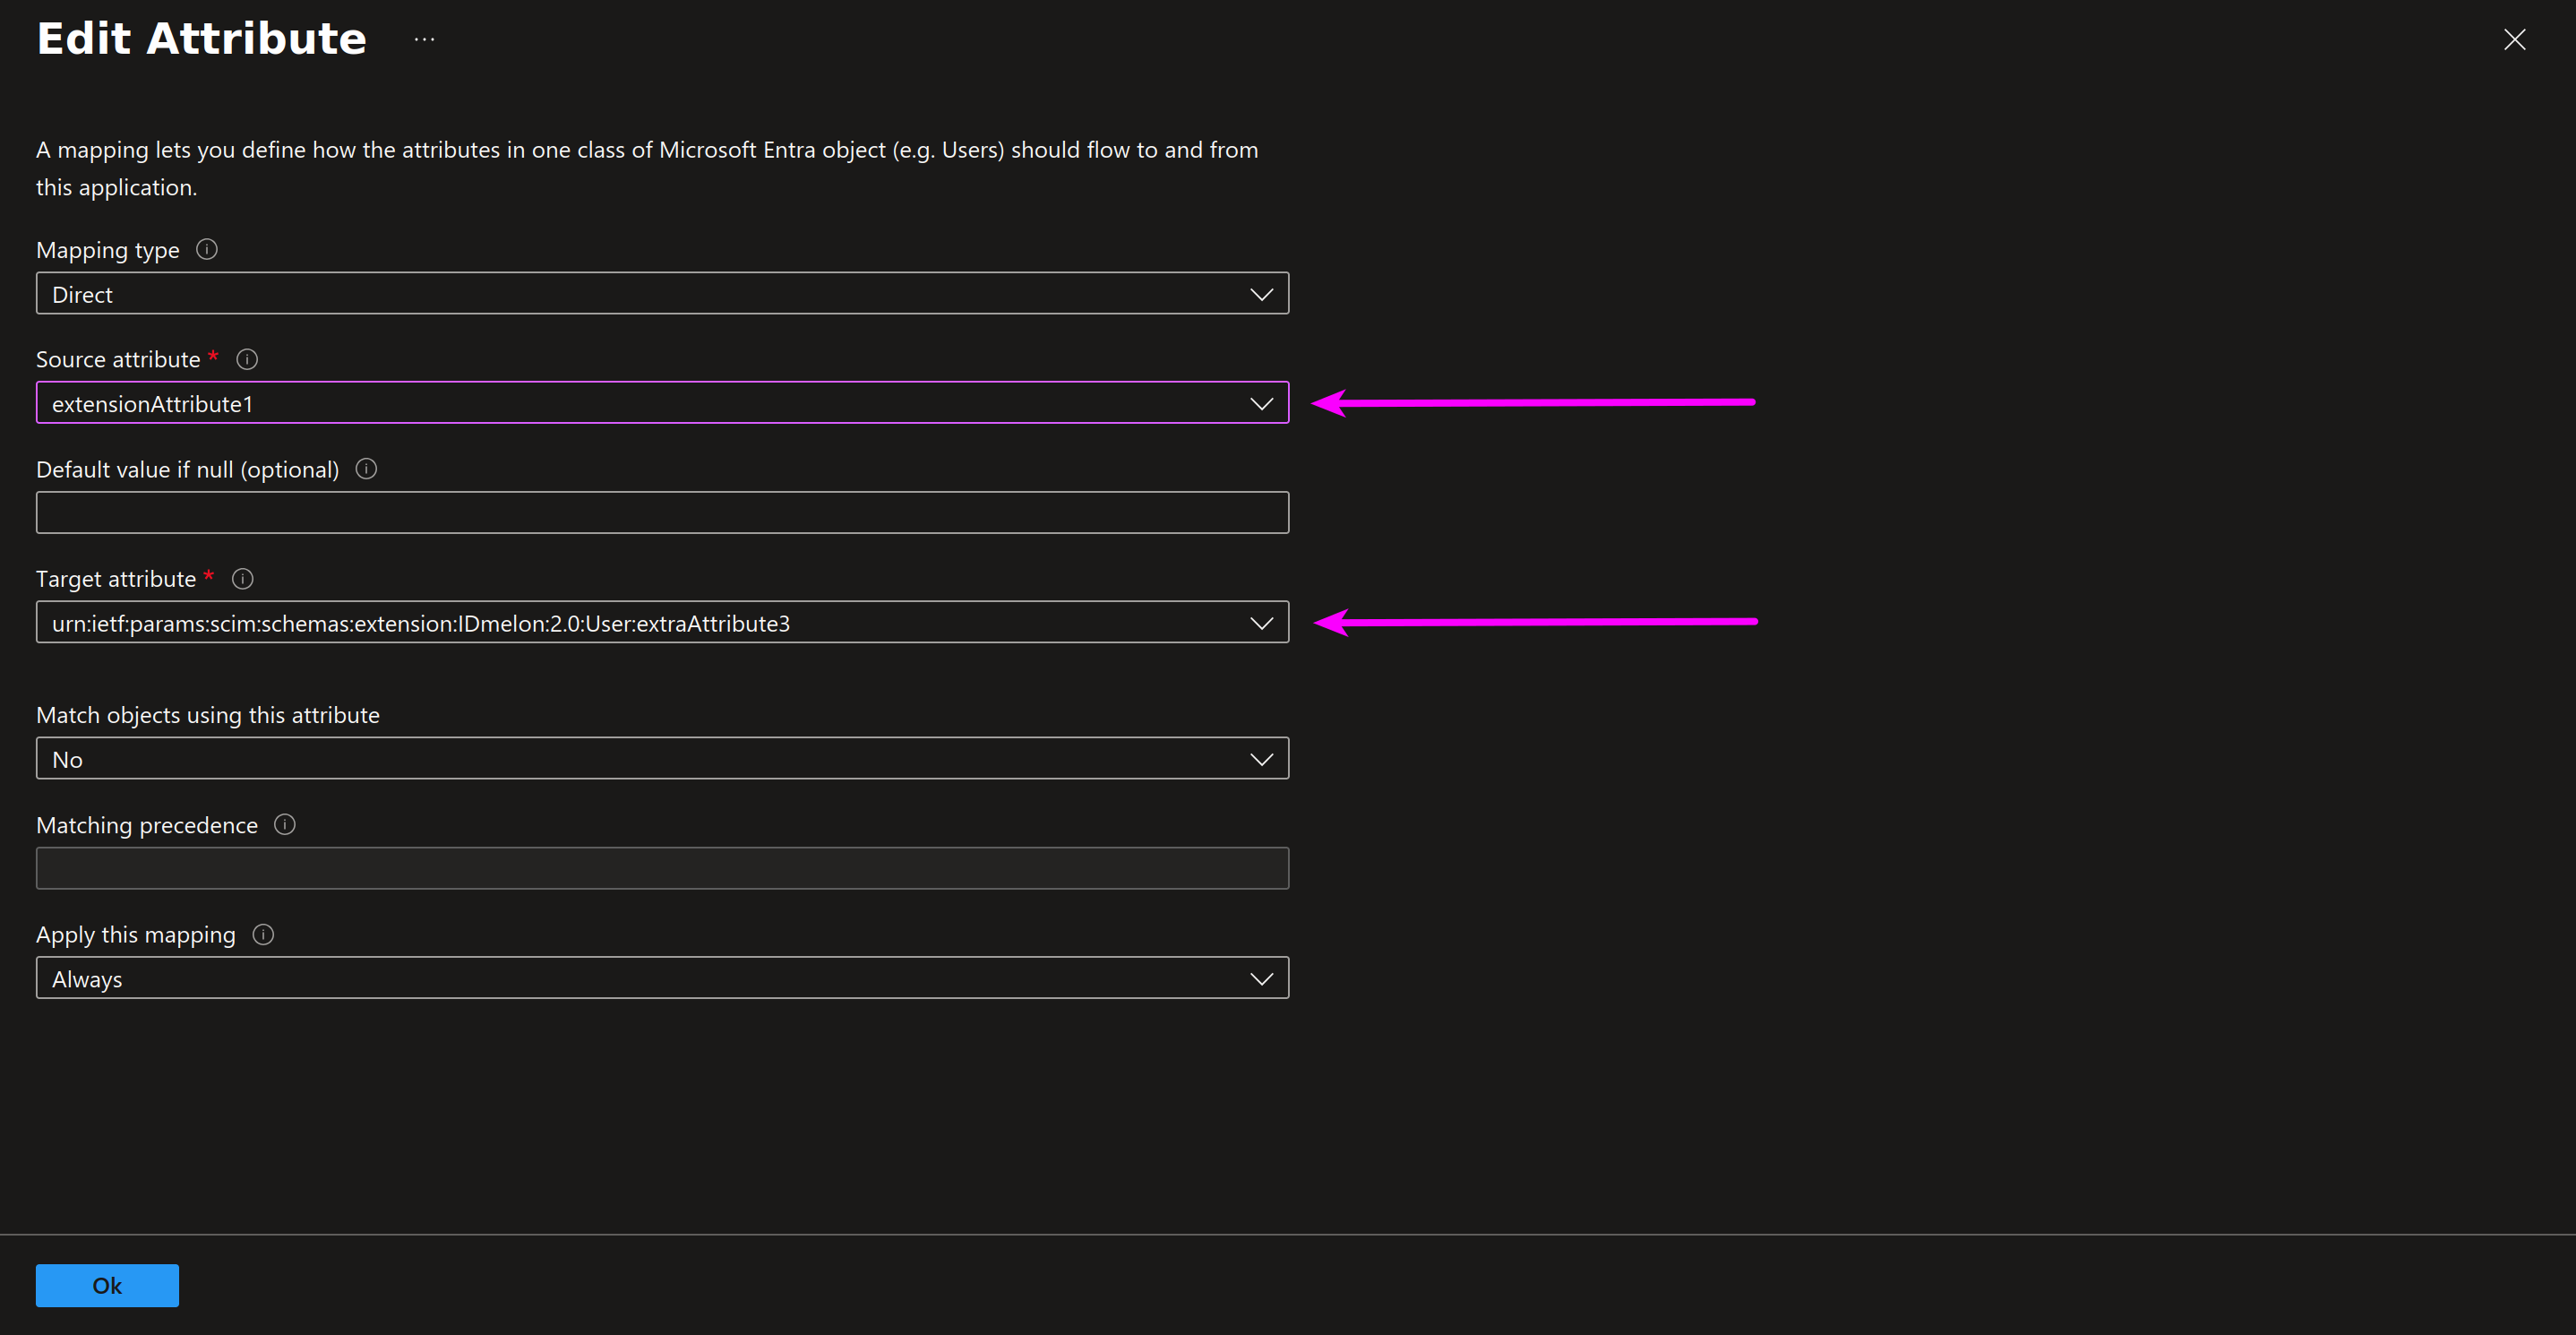 Edit Attribute ...
A mapping lets you define how the attributes in one class of Microsoft Entra object (e.g. Users) should flow to and from
this application.
Mapping type
Direct
Source attribute *
extensionAttribute1
Default value if null (optional)
Target attribute *
urn:ietf:params:scim:schemas:extension:IDmelon:2.0:User:extraAttribute3
Match objects using this attribute
No
Matching precedence
Apply this mapping
Always
Ok